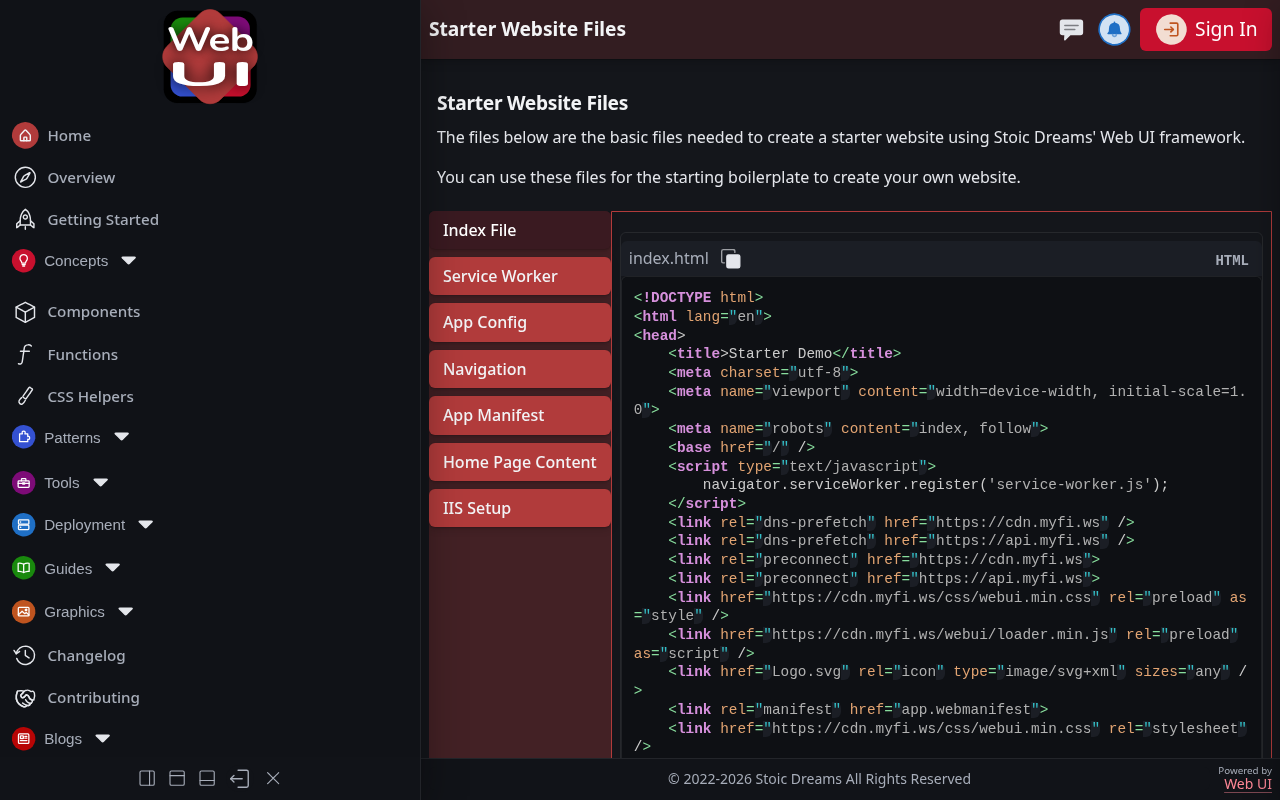 Web
UI
Home
Overview
Getting Started
Concepts
Components
Functions
CSS Helpers
Patterns
Tools
Deployment
Guides
Graphics
Changelog
Contributing
Blogs
Starter Website Files
Sign In
Starter Website Files
The files below are the basic files needed to create a starter website using Stoic Dreams' Web UI framework.
You can use these files for the starting boilerplate to create your own website.
Index File
Service Worker
App Config
Navigation
App Manifest
Home Page Content
IIS Setup
index.html
HTML
<!DOCTYPE html>
<html lang="en">
<head>
    <title>Starter Demo</title>
    <meta charset="utf-8">
    <meta name="viewport" content="width=device-width, initial-scale=1.
0">
    <meta name="robots" content="index, follow">
    <base href="/" />
    <script type="text/javascript">
        navigator.serviceWorker.register('service-worker.js');
    </script>
    <link rel="dns-prefetch" href="https://cdn.myfi.ws" />
    <link rel="dns-prefetch" href="https://api.myfi.ws" />
    <link rel="preconnect" href="https://cdn.myfi.ws">
    <link rel="preconnect" href="https://api.myfi.ws">
    <link href="https://cdn.myfi.ws/css/webui.min.css" rel="preload" as
="style" />
    <link href="https://cdn.myfi.ws/webui/loader.min.js" rel="preload"
as="script" />
    <link href="Logo.svg" rel="icon" type="image/svg+xml" sizes="any" /
>
    <link rel="manifest" href="app.webmanifest">
    <link href="https://cdn.myfi.ws/css/webui.min.css" rel="stylesheet"
/>
© 2022-2026 Stoic Dreams All Rights Reserved
Powered by
Web UI